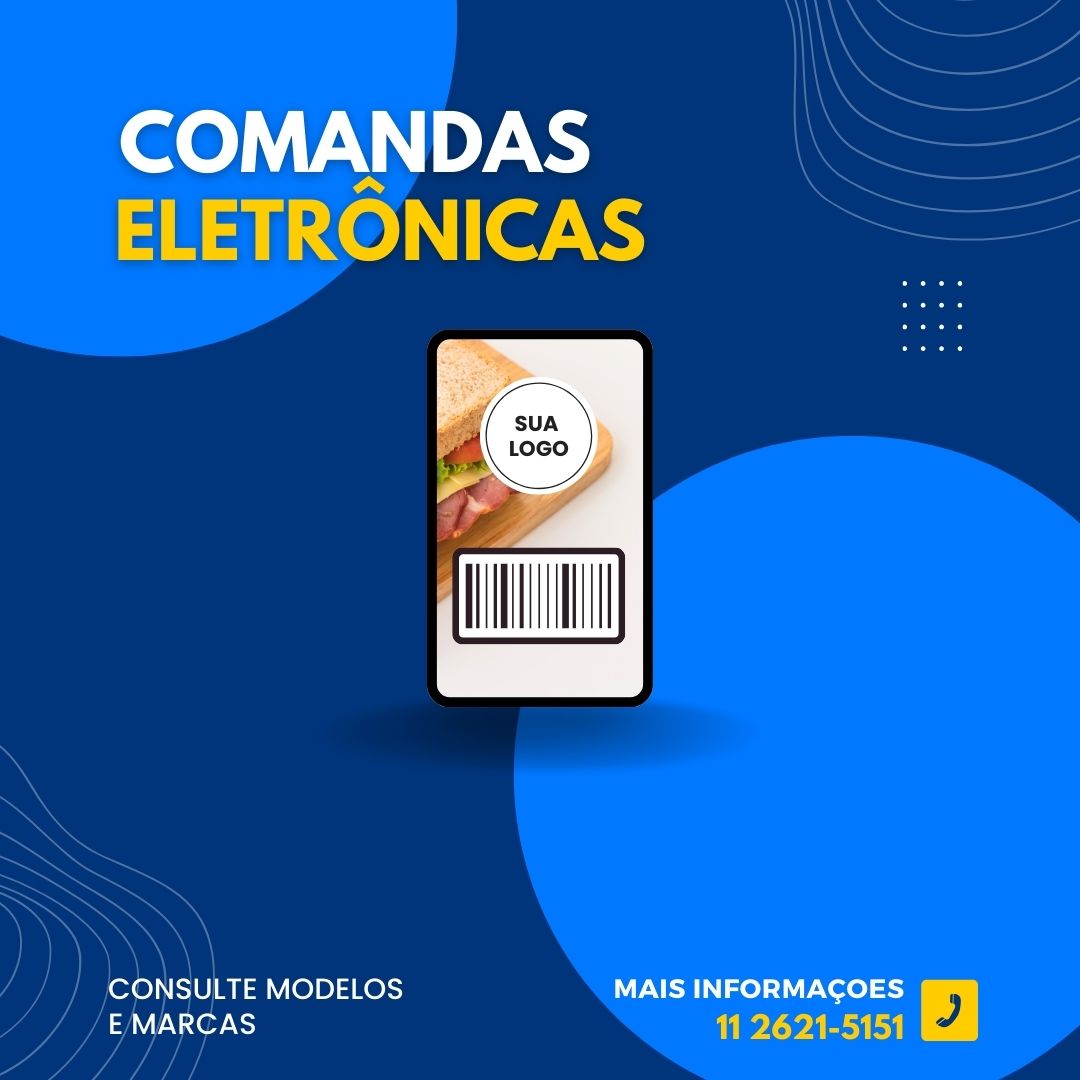 COMANDAS
ELETRÔNICAS
SUA
LOGO
CONSULTE MODELOS
E MARCAS
MAIS INFORMAÇOES
11 2621-5151